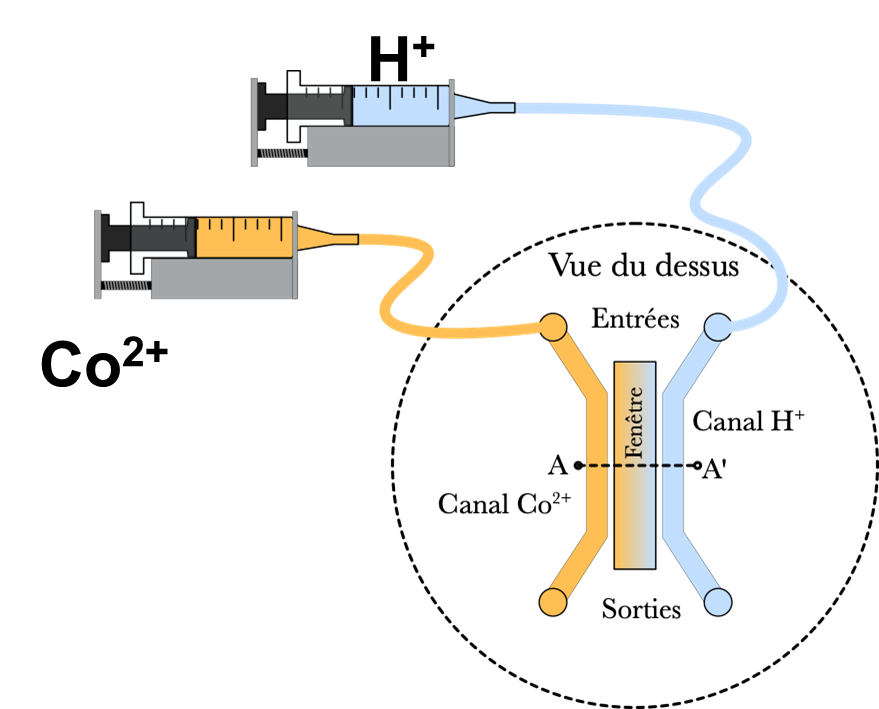 H⁺
Co²⁺
Vue du dessus
Entrées
Fenêtre
Canal H⁺
A
A'
Canal Co²⁺
Sorties